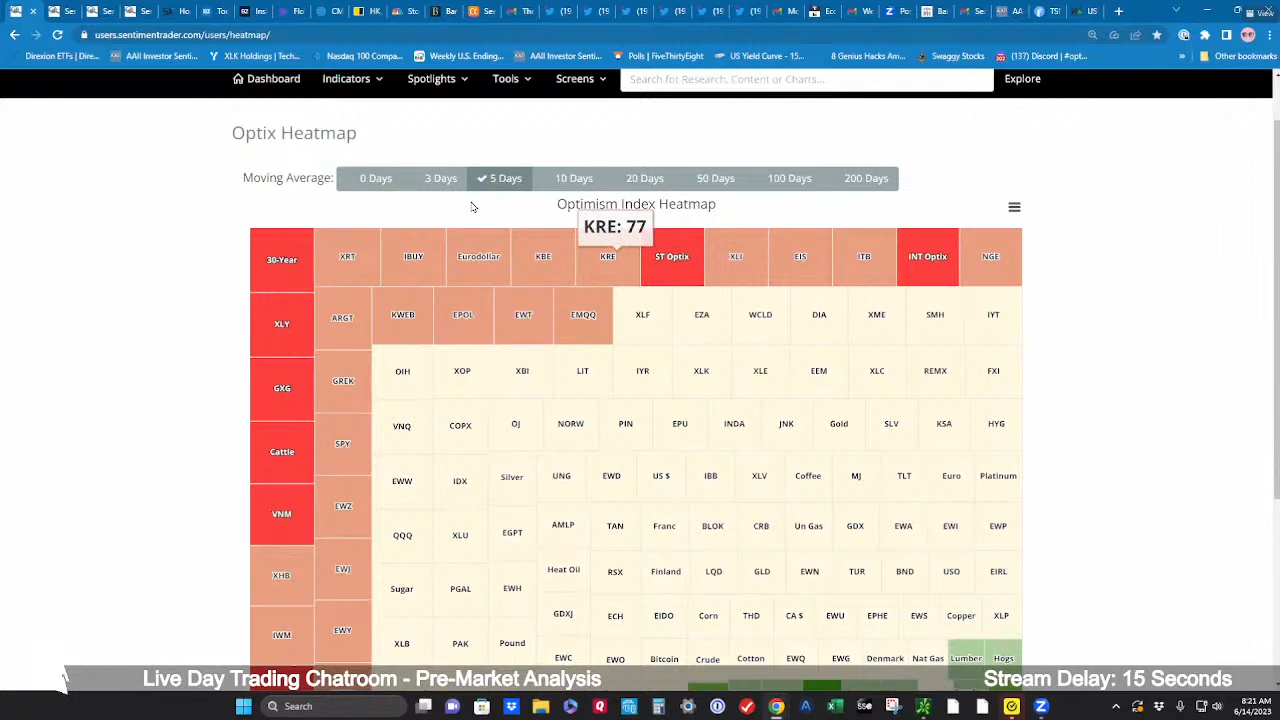 users.sentimentrader.com/users/heatmap/
Direxion ETFs | Dire... AAII Investor Senti... XLK Holdings | Tech... Nasdaq 100 Compa... Weekly U.S. Ending... AAII Investor Senti... Polls | FiveThirtyEight US Yield Curve - 15... 8 Genius Hacks Am... Swaggy Stocks (137) Discord | #opt... » Other bookmarks
Dashboard Indicators Spotlights Tools Screens Search for Research, Content or Charts... Explore
Optix Heatmap
Moving Average: 0 Days 3 Days 5 Days 10 Days 20 Days 50 Days 100 Days 200 Days
Optimism Index Heatmap
KRE: 77
30-Year XRT IBUY Eurodollar KBE KRE ST Optix XLI EIS ITB INT Optix NGE
XLY ARGT KWEB EPOL EWT EMQQ XLF EZA WCLD DIA XME SMH IYT
GXG GREK OIH XOP XBI LIT IYR XLK XLE EEM XLC REMX FXI
Cattle SPY VNQ COPX OJ NORW PIN EPU INDA JNK Gold SLV KSA HYG
VNM EWZ EWW IDX Silver UNG EWD US $ IBB XLV Coffee MJ TLT Euro Platinum
QQQ XLU EGPT AMLP TAN Franc BLOK CRB Un Gas GDX EWA EWI EWP
XHB EWJ Sugar PGAL EWH Heat Oil RSX Finland LQD GLD EWN TUR BND USO EIRL
IWM EWY XLB PAK Pound GDXJ ECH EIDO Corn THD CA $ EWU EPHE EWS Copper XLP
EWC EWO Bitcoin Crude Cotton EWQ EWG Denmark Nat Gas Lumber Hogs
Live Day Trading Chatroom - Pre-Market Analysis Stream Delay: 15 Seconds
Search
8:21 AM
6/14/2023